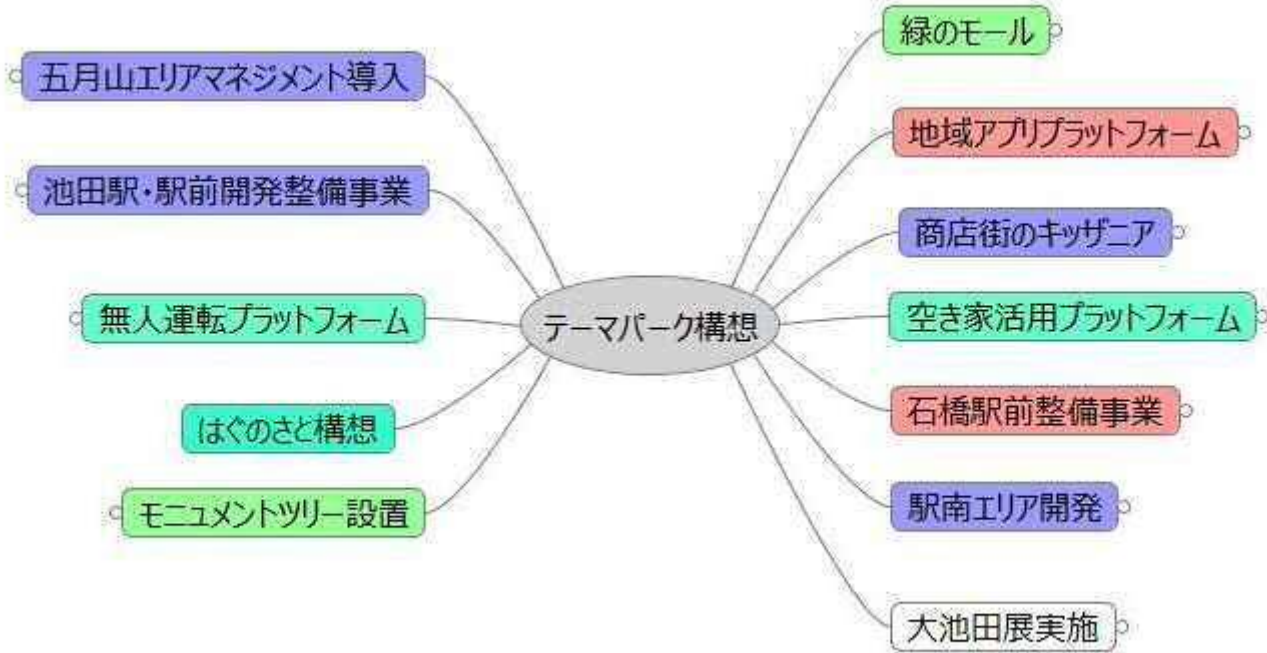 緑のモール
五月山エリアマネジメント導入
地域アプリプラットフォーム
池田駅・駅前開発整備事業
商店街のキッザニア
無人運転プラットフォーム
テーマパーク構想
空き家活用プラットフォーム
はぐのさと構想
石橋駅前整備事業
モニュメントツリー設置
駅南エリア開発
大池田展実施